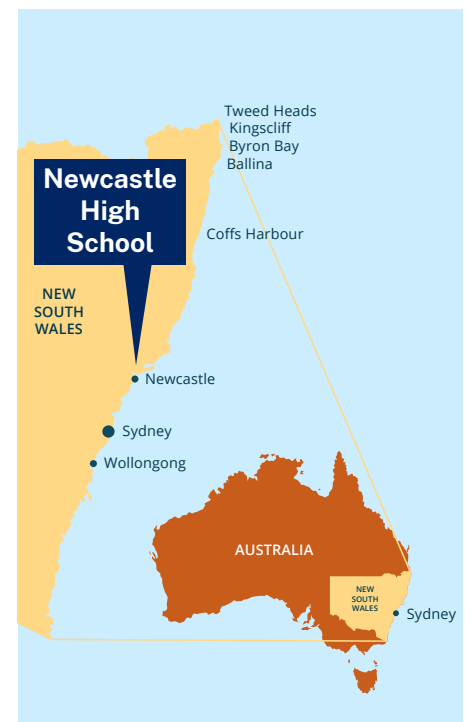 Tweed Heads
Kingscliff
Byron Bay
Ballina
Newcastle
High
School
Coffs Harbour
NEW
SOUTH
WALES
Newcastle
Sydney
Wollongong
AUSTRALIA
NEW
SOUTH
WALES
Sydney